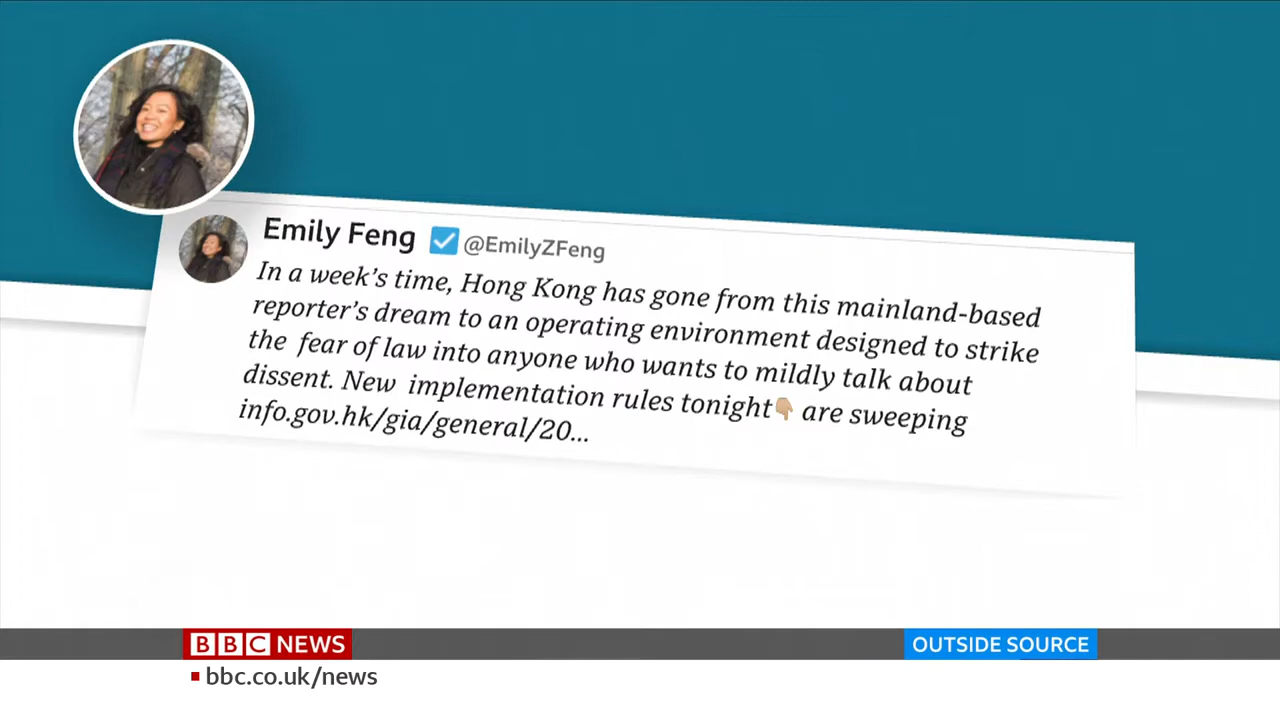 Emily Feng ☑ @EmilyZFeng
In a week's time, Hong Kong has gone from this mainland-based
reporter's dream to an operating environment designed to strike
the fear of law into anyone who wants to mildly talk about
dissent. New implementation rules tonight👇🏼 are sweeping
info.gov.hk/gia/general/20...
BBC NEWS
OUTSIDE SOURCE
bbc.co.uk/news